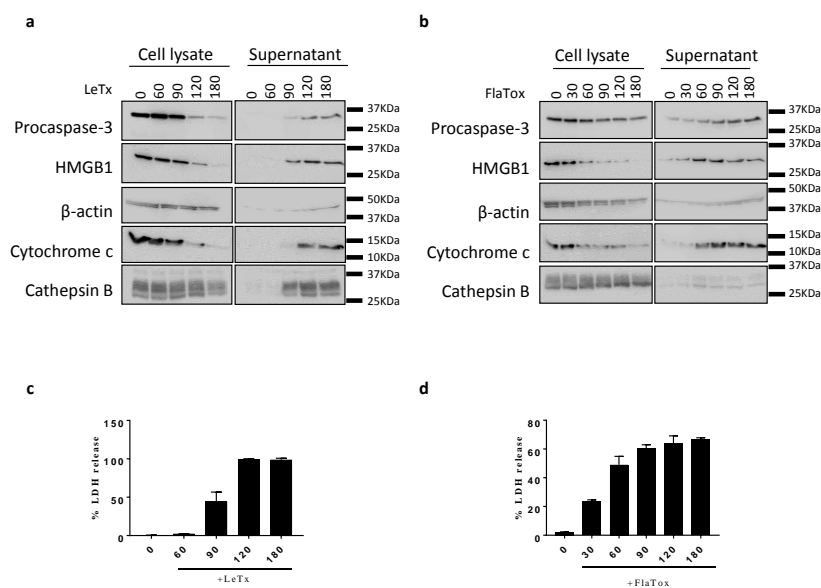 a
Cell lysate Supernatant
LeTx 0 60 90 120 180 0 60 90 120 180
Procaspase-3 37KDa
25KDa
HMGB1 37KDa
25KDa
β-actin 50KDa
37KDa
Cytochrome c 15KDa
10KDa
Cathepsin B 37KDa
25KDa
b
Cell lysate Supernatant
FlaTox 0 30 60 90 120 180 0 30 60 90 120 180
Procaspase-3 37KDa
25KDa
HMGB1 37KDa
25KDa
β-actin 50KDa
37KDa
Cytochrome c 15KDa
10KDa
Cathepsin B 37KDa
25KDa
c
% LDH release
150
100
50
0
0 60 90 120 180
+LeTx
d
% LDH release
80
60
40
20
0
0 30 60 90 120 180
+FlaTox